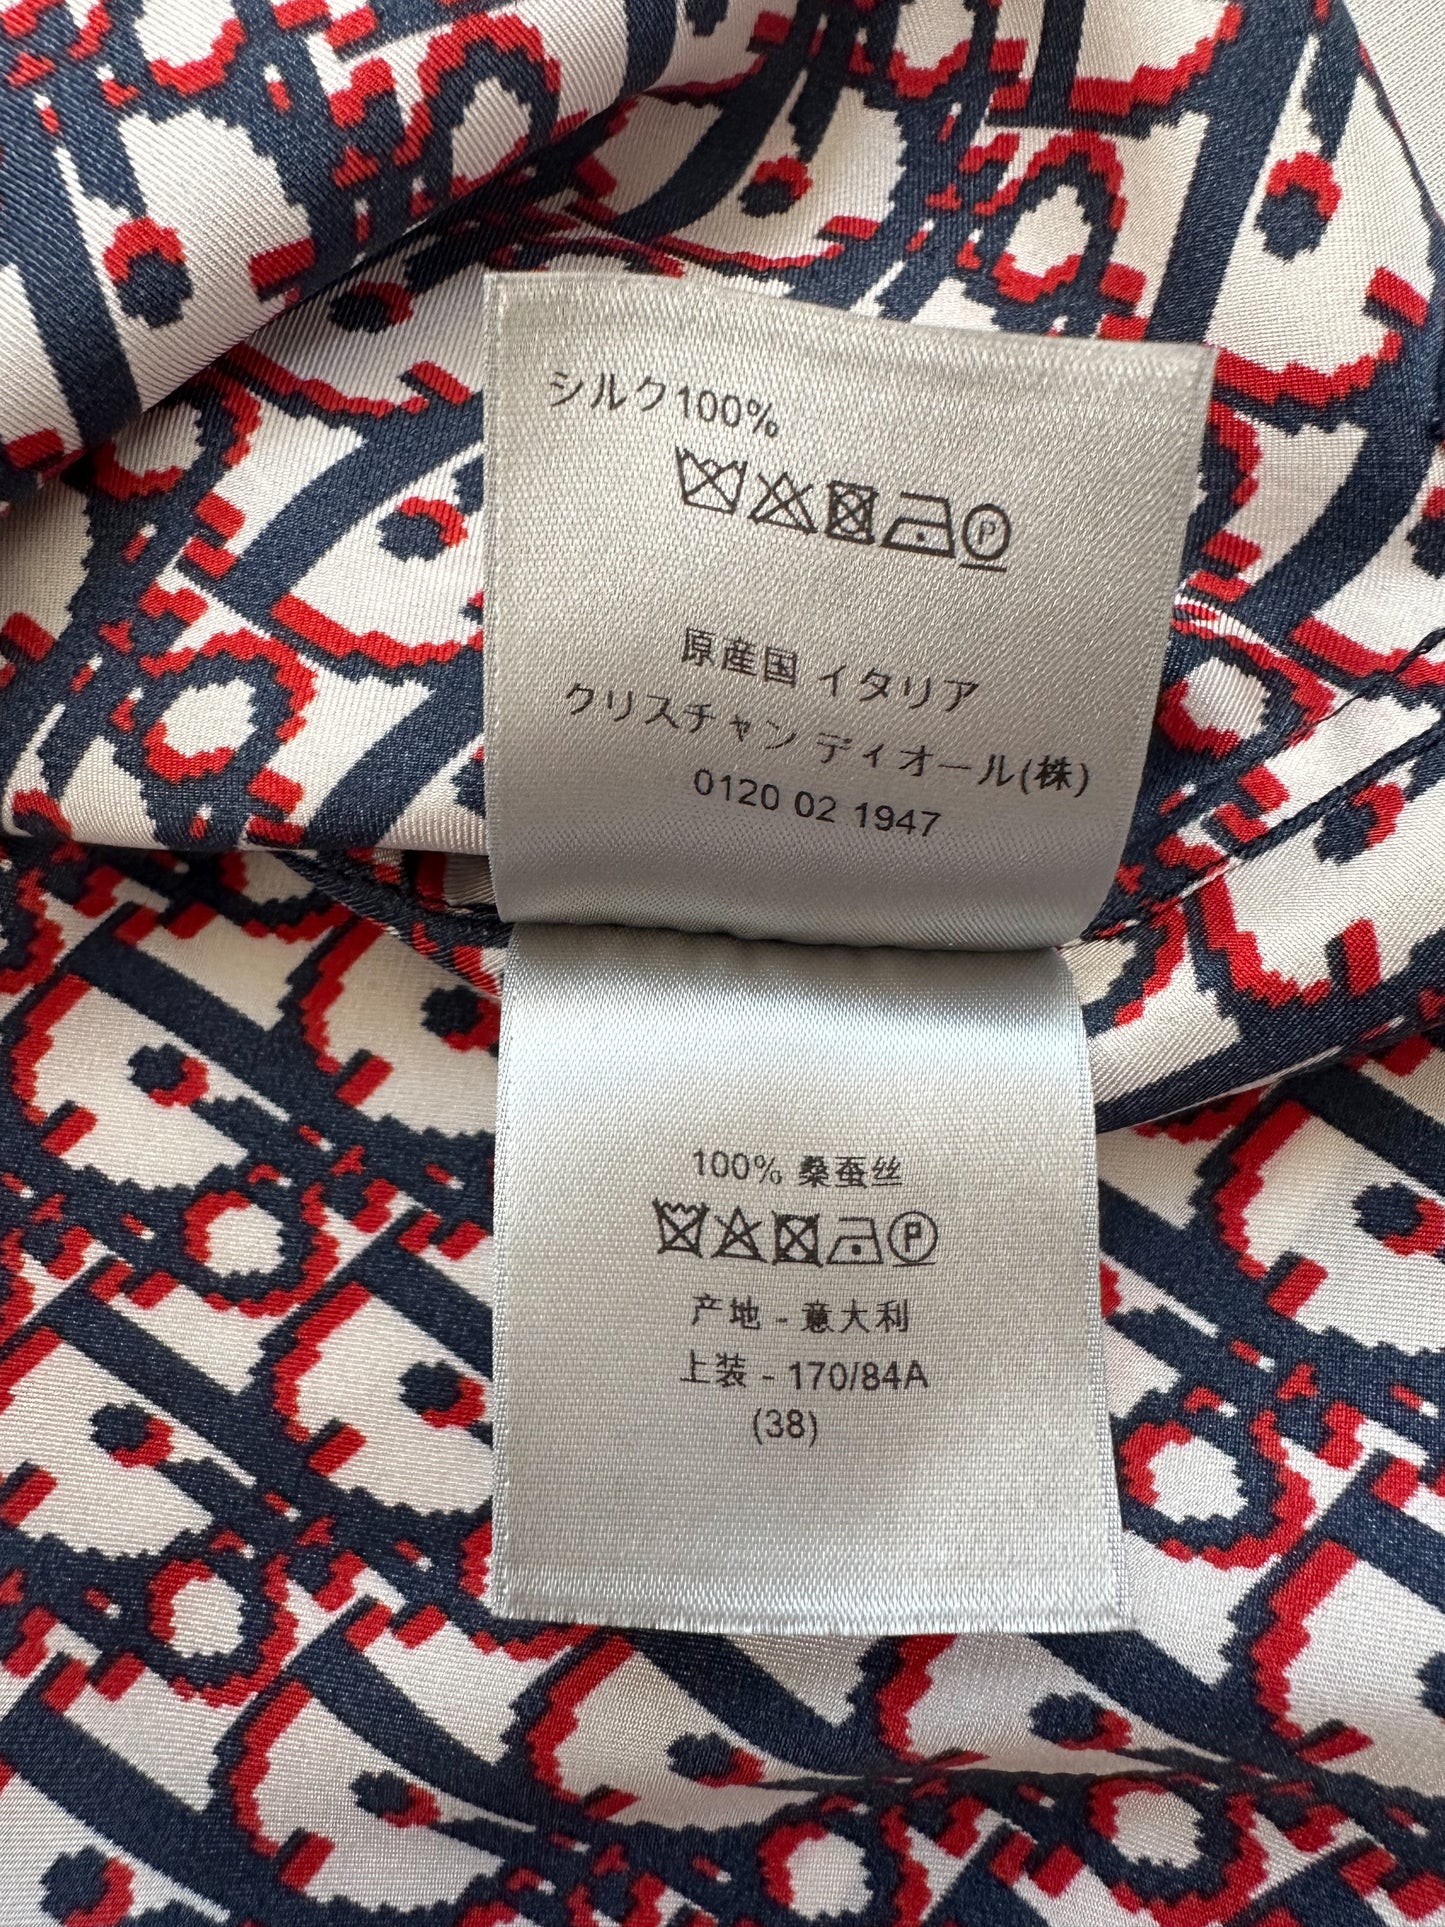 シルク100%
P
原産国 イタリア
クリスチャン ディオール(株)
0120 02 1947
100% 桑蚕丝
P
产地 - 意大利
上装 - 170/84A
(38)